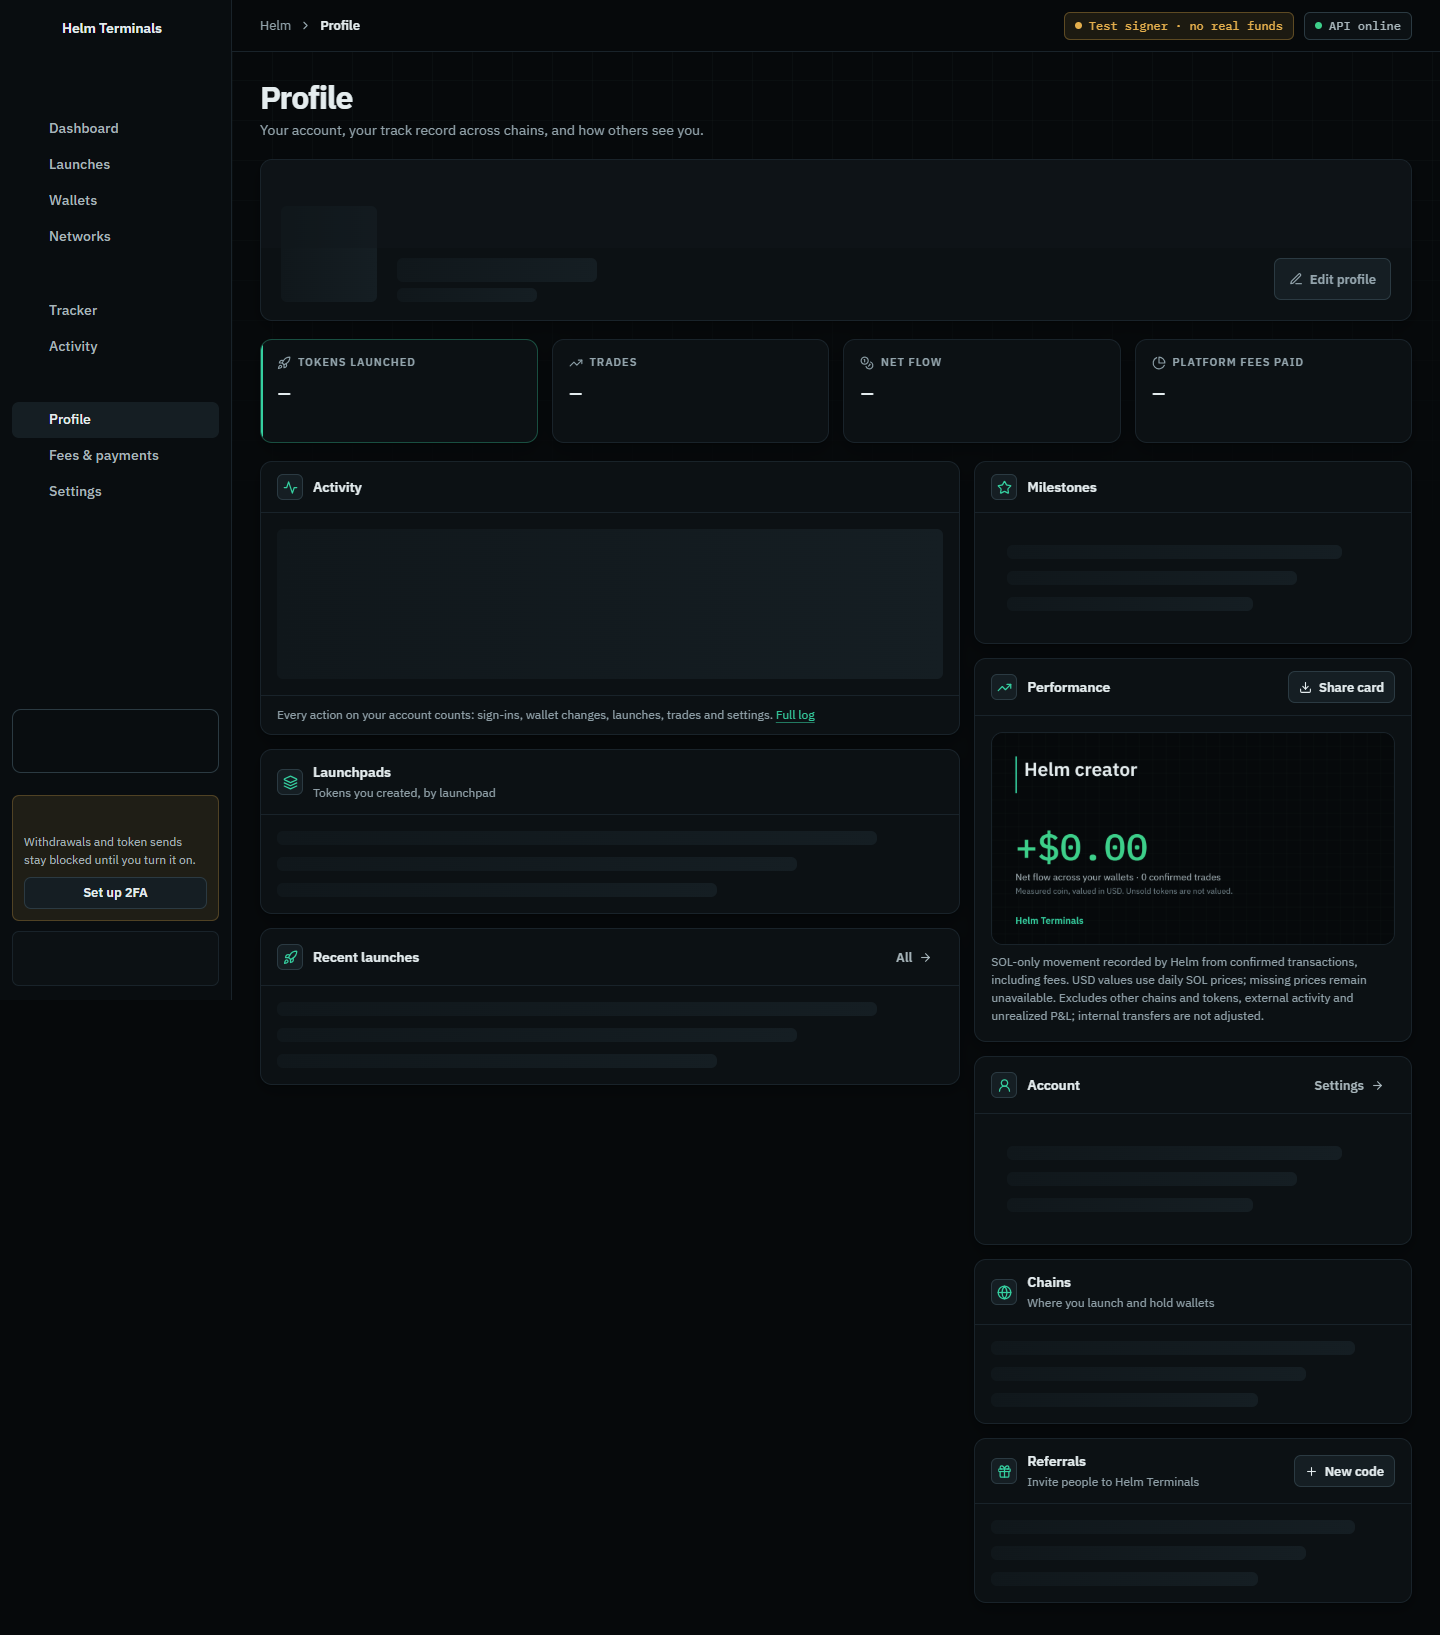 Helm Terminals
Dashboard
Launches
Wallets
Networks
Tracker
Activity
Profile
Fees & payments
Settings
Withdrawals and token sends
stay blocked until you turn it on.
Set up 2FA
Helm > Profile
Test signer · no real funds
API online
Profile
Your account, your track record across chains, and how others see you.
Edit profile
TOKENS LAUNCHED
—
TRADES
—
NET FLOW
—
PLATFORM FEES PAID
—
Activity
Every action on your account counts: sign-ins, wallet changes, launches, trades and settings. Full log
Launchpads
Tokens you created, by launchpad
Recent launches
All →
Milestones
Performance
Share card
Helm creator
+$0.00
Net flow across your wallets · 0 confirmed trades
Measured coin, valued in USD. Unsold tokens are not valued.
Helm Terminals
SOL-only movement recorded by Helm from confirmed transactions,
including fees. USD values use daily SOL prices; missing prices remain
unavailable. Excludes other chains and tokens, external activity and
unrealized P&L; internal transfers are not adjusted.
Account
Settings →
Chains
Where you launch and hold wallets
Referrals
Invite people to Helm Terminals
+ New code